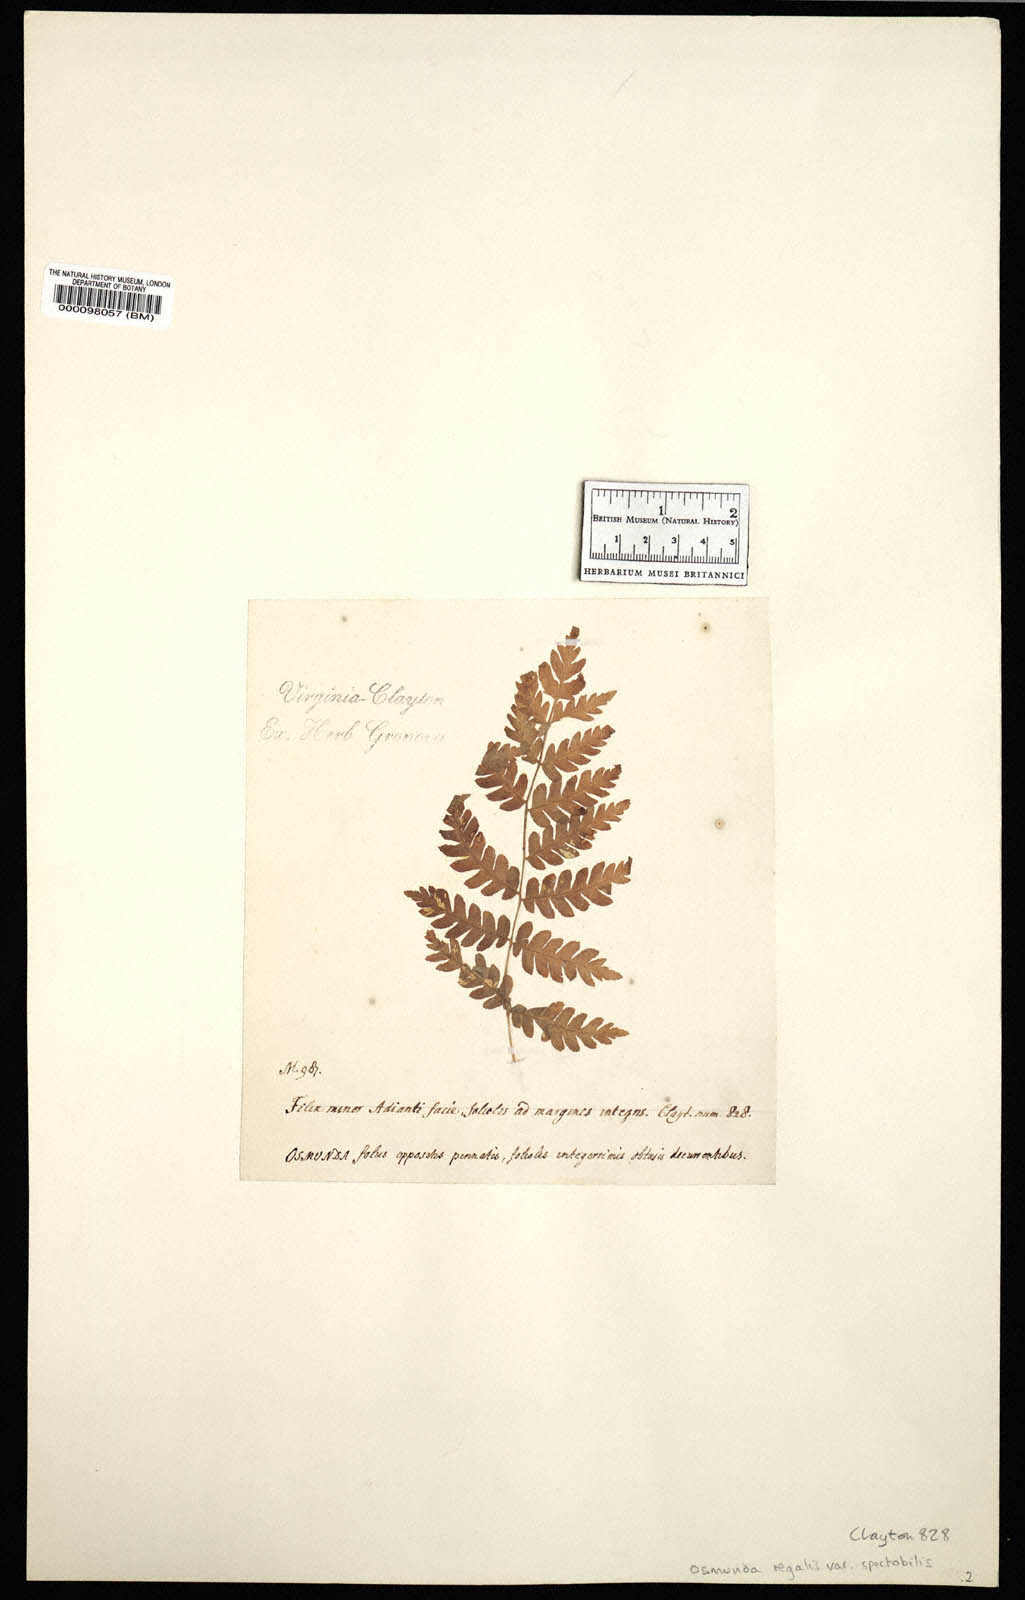 THE NATURAL HISTORY MUSEUM, LONDON
DEPARTMENT OF BOTANY
000098057 (BM)
1 2
BRITISH MUSEUM (NATURAL HISTORY)
1 2 3 4 5
HERBARIUM MUSEI BRITANNICI
Virginia-Clayton
Ex. Herb Gronov
Filix minor Adianti facie, foliolis ad margines integris. Clayt. num. 828.
OSMUNDA foliis oppositis pinnatis, foliolis integerrimis obtusis decurrentibus.
Clayton 828
Osmunda regalis var. spectabilis
.2